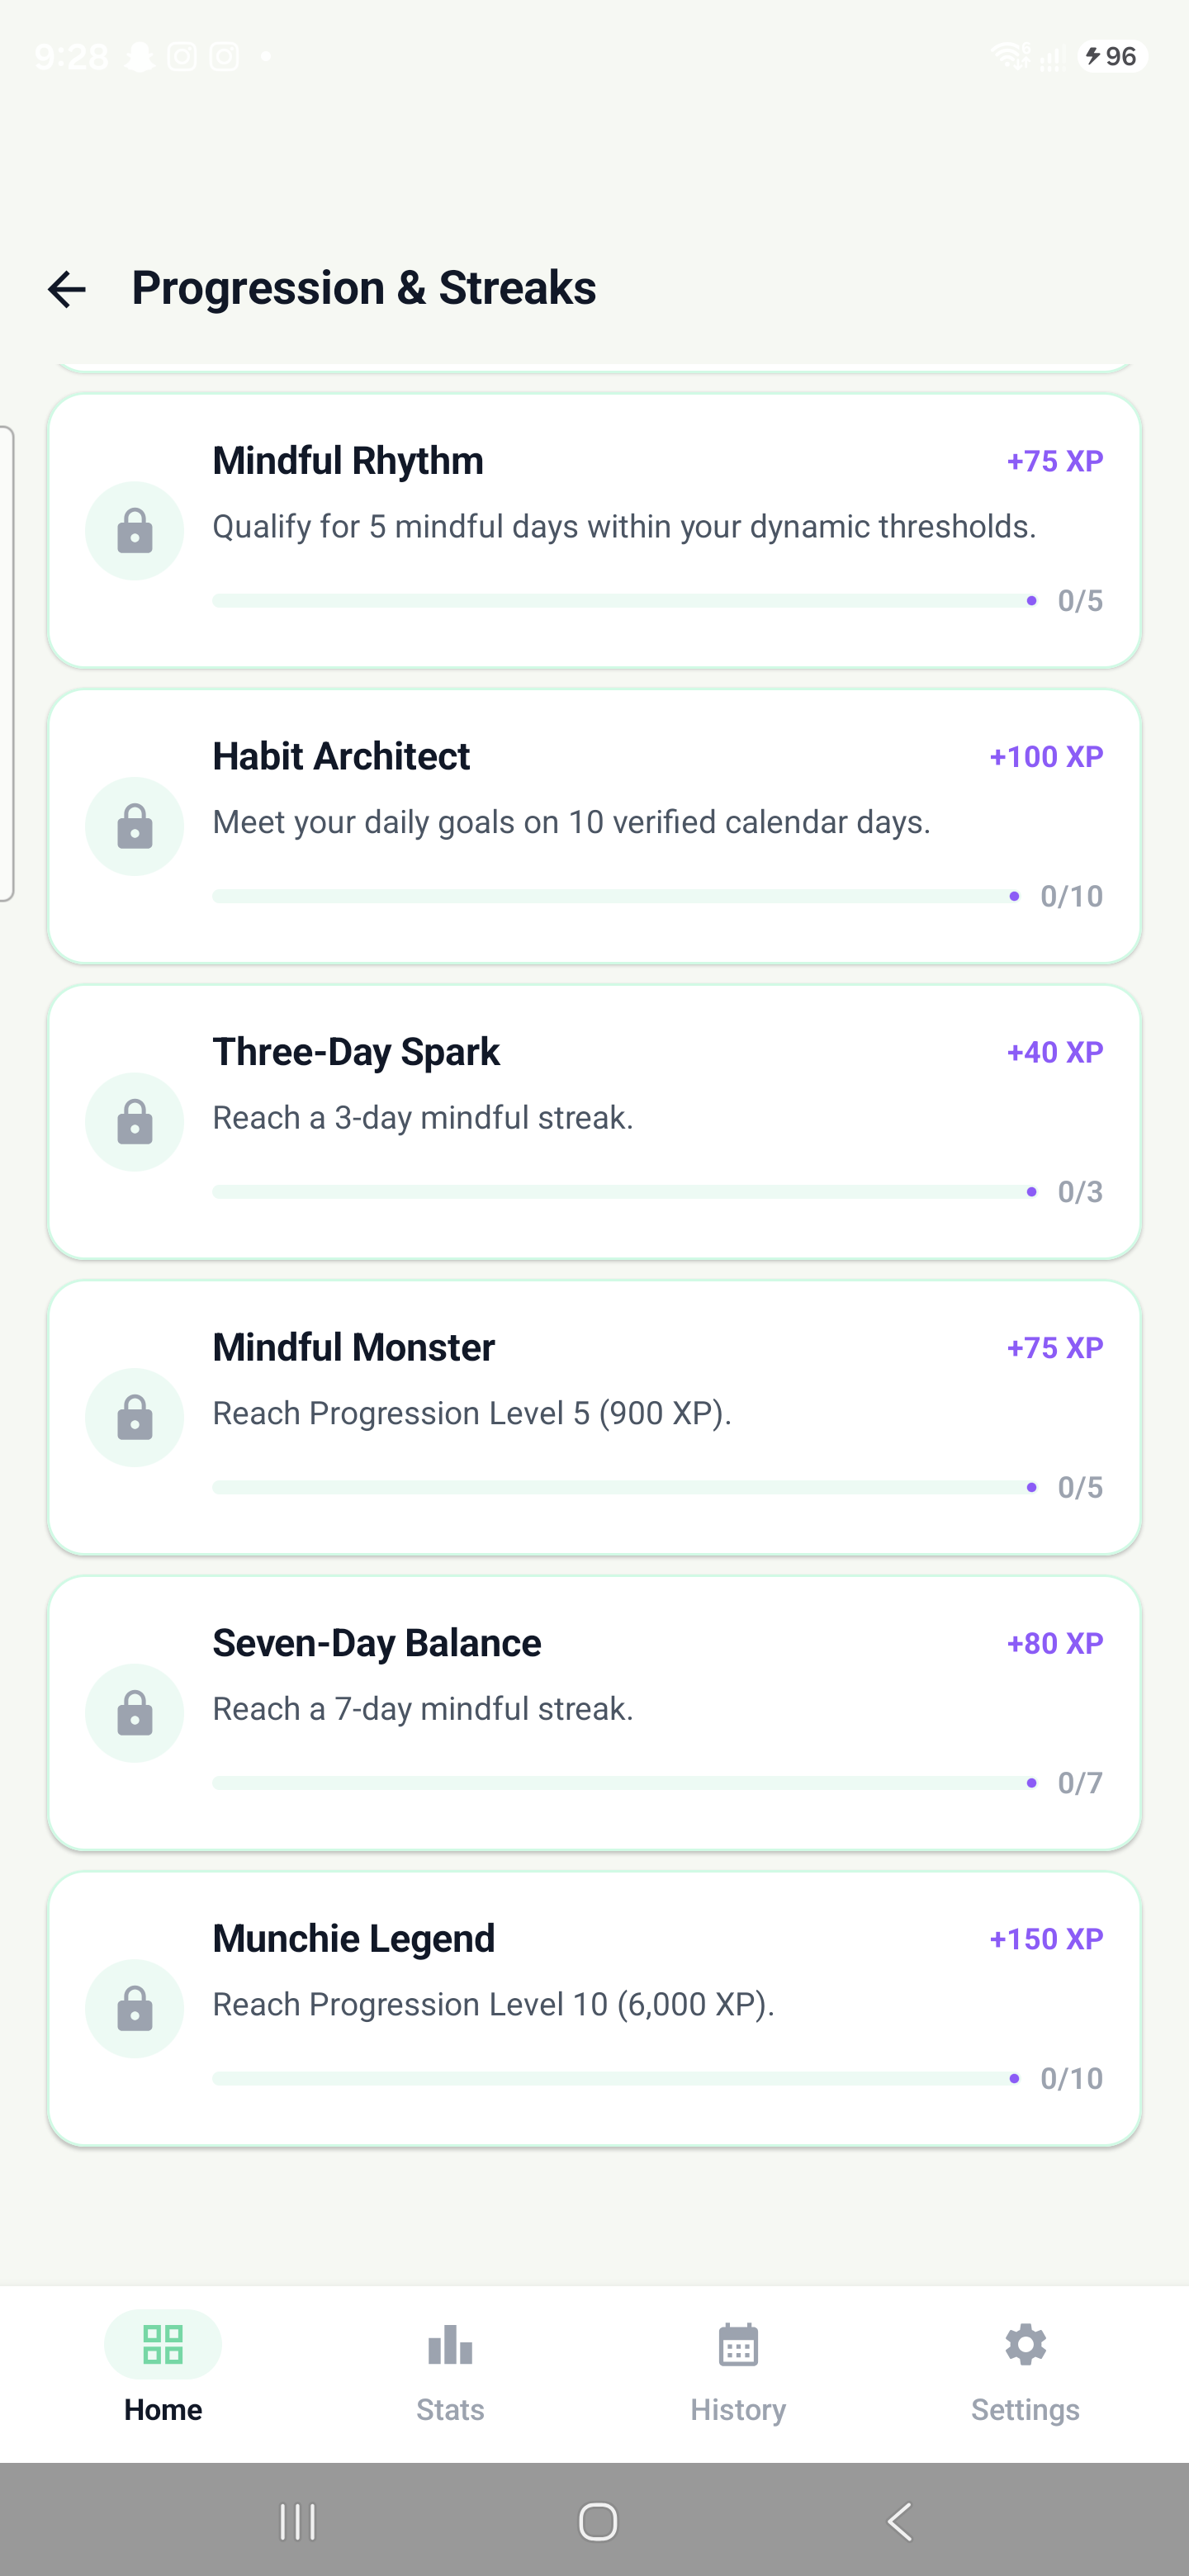 9:28
6
96
Progression & Streaks
Mindful Rhythm
+75 XP
Qualify for 5 mindful days within your dynamic thresholds.
0/5
Habit Architect
+100 XP
Meet your daily goals on 10 verified calendar days.
0/10
Three-Day Spark
+40 XP
Reach a 3-day mindful streak.
0/3
Mindful Monster
+75 XP
Reach Progression Level 5 (900 XP).
0/5
Seven-Day Balance
+80 XP
Reach a 7-day mindful streak.
0/7
Munchie Legend
+150 XP
Reach Progression Level 10 (6,000 XP).
0/10
Home
Stats
History
Settings